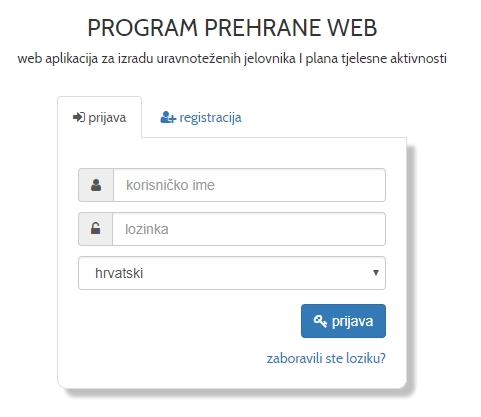 PROGRAM PREHRANE WEB
web aplikacija za izradu uravnoteženih jelovnika I plana tjelesne aktivnosti
prijava registracija
korisničko ime
lozinka
hrvatski
prijava
zaboravili ste loziku?